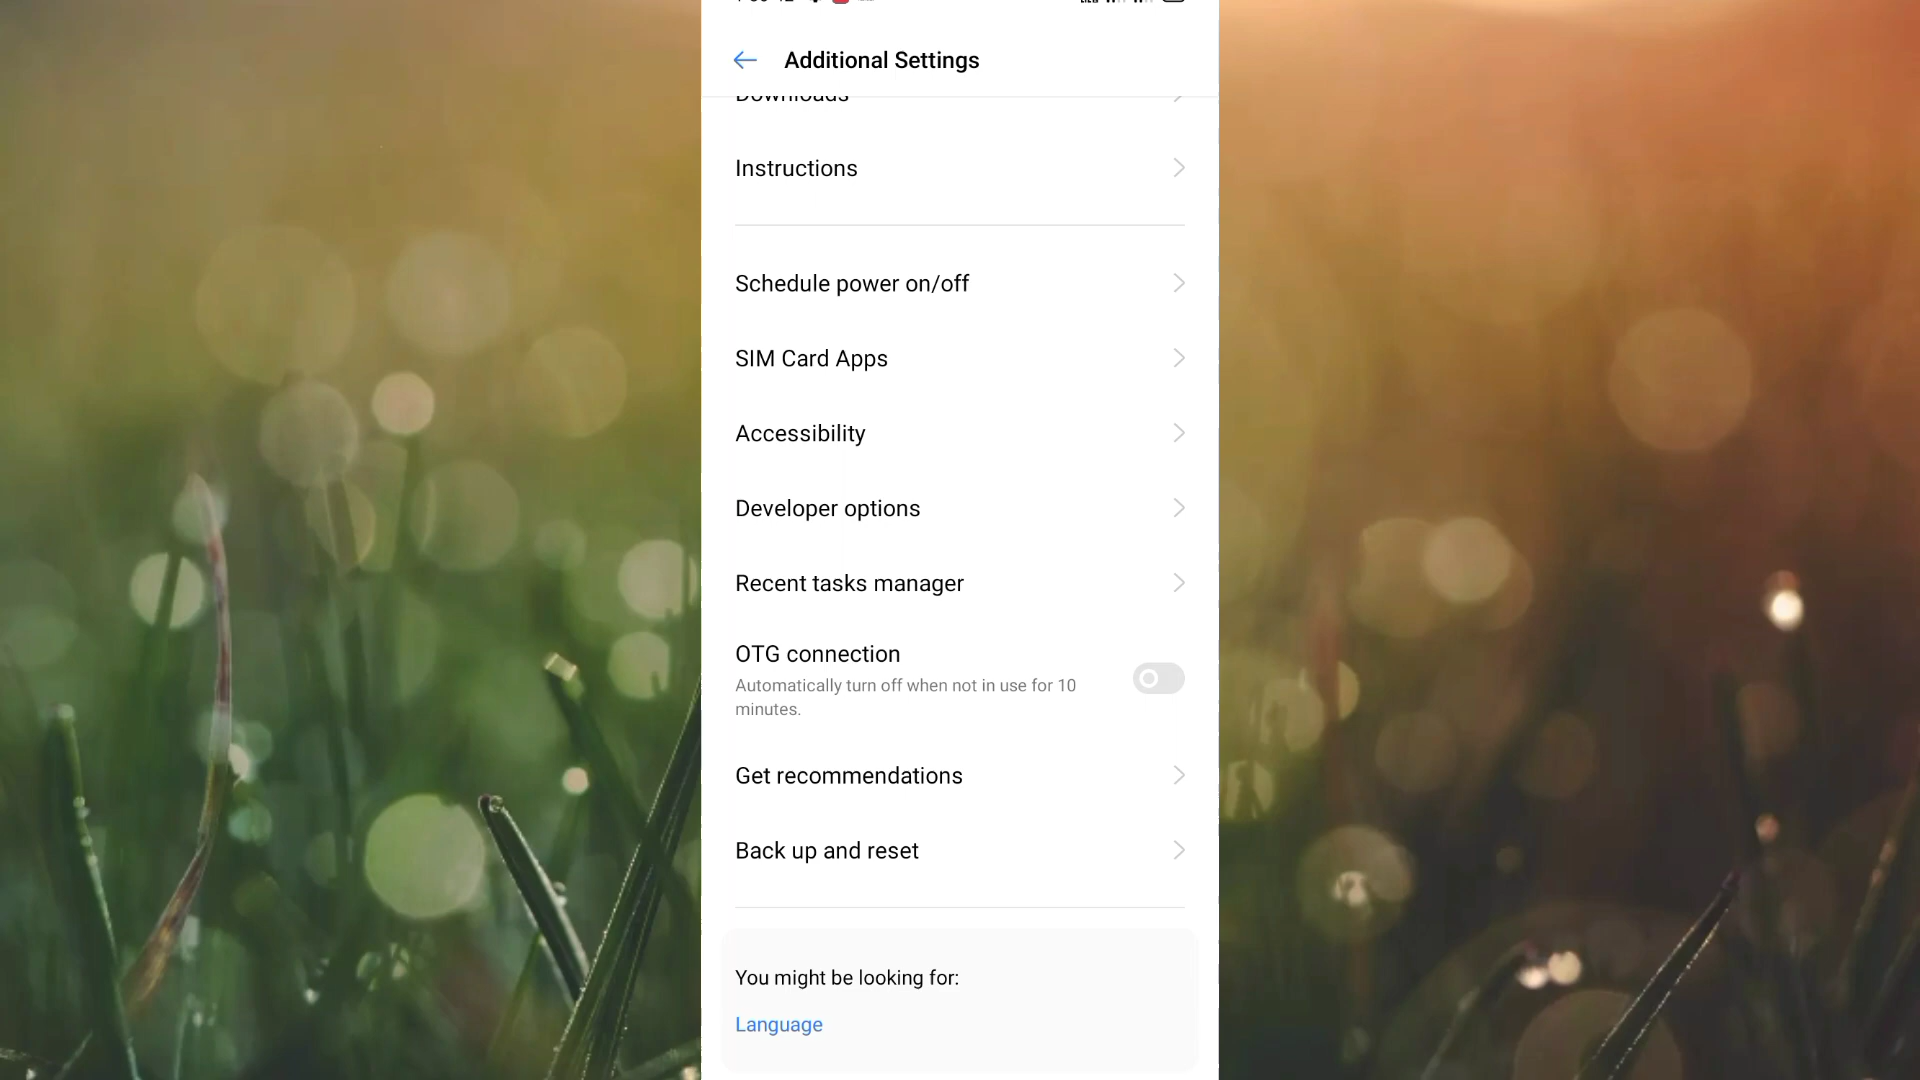 Additional Settings
Downloads
Instructions
Schedule power on/off
SIM Card Apps
Accessibility
Developer options
Recent tasks manager
OTG connection
Automatically turn off when not in use for 10
minutes.
Get recommendations
Back up and reset
You might be looking for:
Language